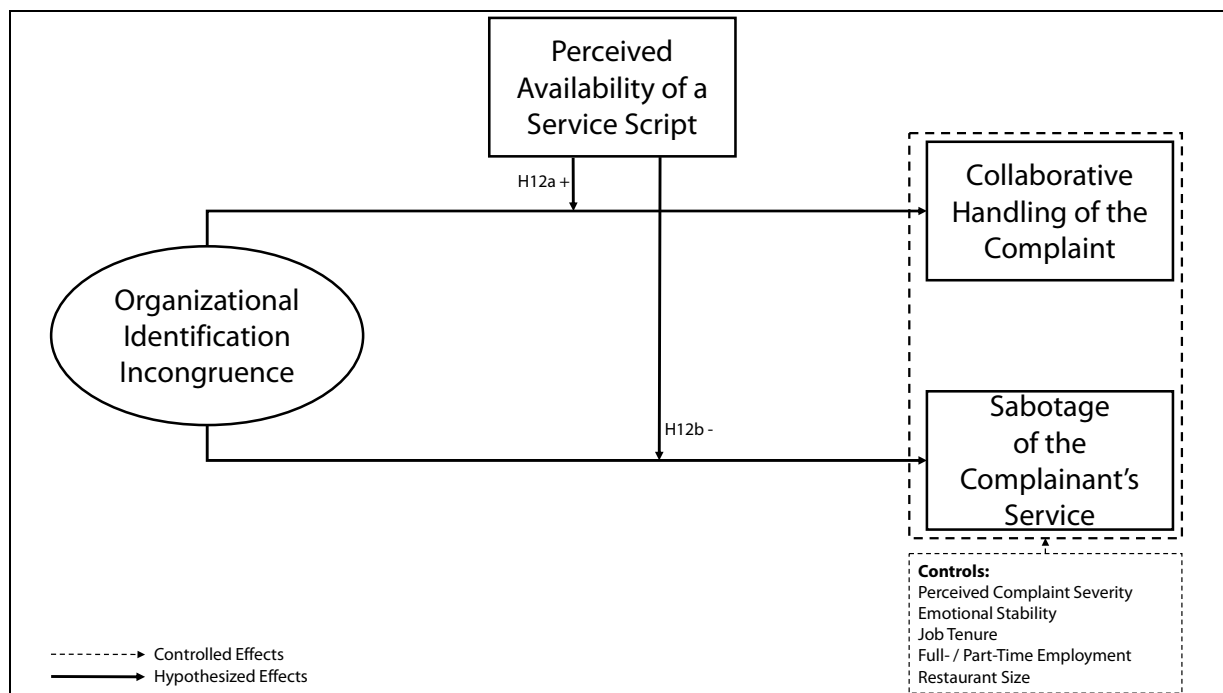 Perceived
Availability of a
Service Script
H12a +
Collaborative
Handling of the
Complaint
Organizational
Identification
Incongruence
H12b -
Sabotage
of the
Complainant's
Service
Controls:
Perceived Complaint Severity
Emotional Stability
Job Tenure
Full- / Part-Time Employment
Restaurant Size
Controlled Effects
Hypothesized Effects